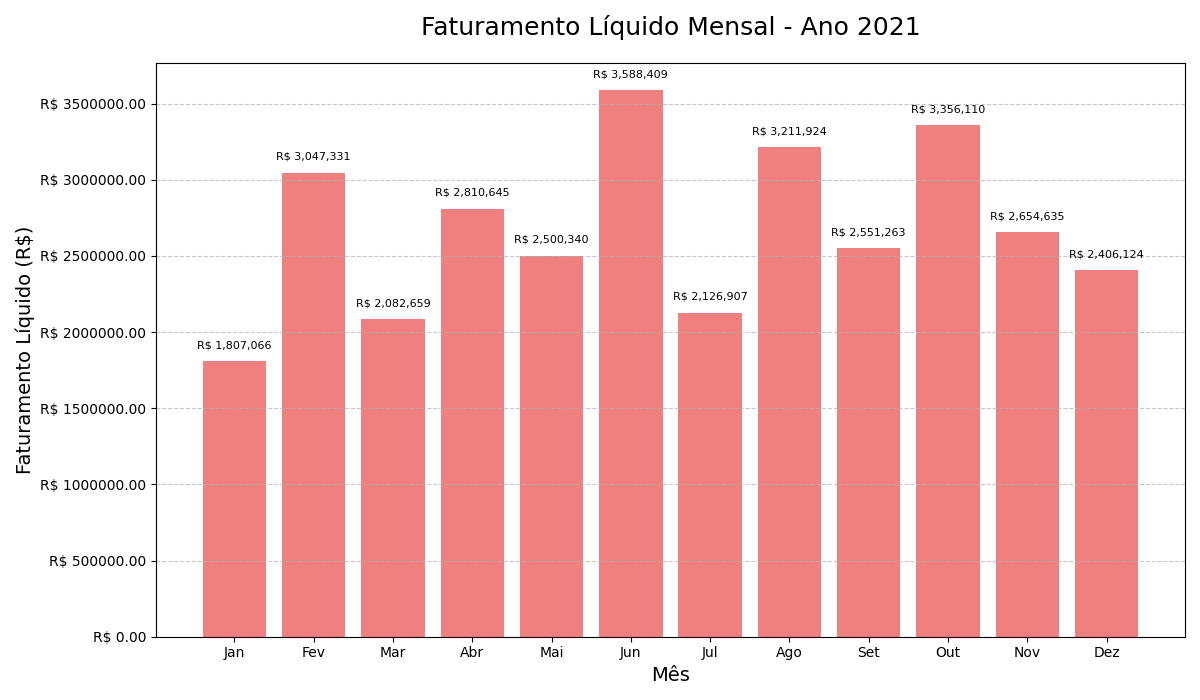 Faturamento Líquido Mensal - Ano 2021
Faturamento Líquido (R$)
R$ 3500000.00
R$ 3000000.00
R$ 2500000.00
R$ 2000000.00
R$ 1500000.00
R$ 1000000.00
R$ 500000.00
R$ 0.00
R$ 1,807,066
R$ 3,047,331
R$ 2,082,659
R$ 2,810,645
R$ 2,500,340
R$ 3,588,409
R$ 2,126,907
R$ 3,211,924
R$ 2,551,263
R$ 3,356,110
R$ 2,654,635
R$ 2,406,124
Jan Fev Mar Abr Mai Jun Jul Ago Set Out Nov Dez
Mês